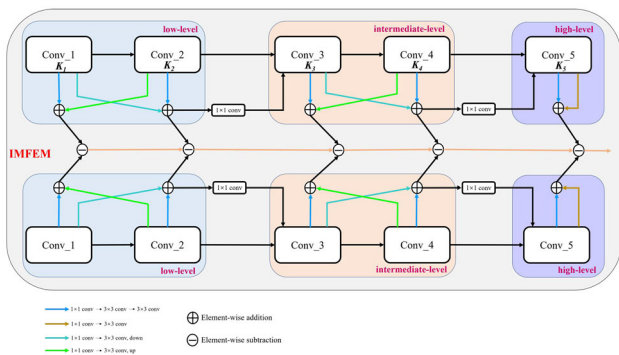 low-level
intermediate-level
high-level
Conv_1
K1
Conv_2
K2
Conv_3
K3
Conv_4
K4
Conv_5
K5
1×1 conv
1×1 conv
IMFEM
1×1 conv
1×1 conv
Conv_1
Conv_2
Conv_3
Conv_4
Conv_5
low-level
intermediate-level
high-level
1×1 conv → 3×3 conv → 3×3 conv
1×1 conv → 3×3 conv
1×1 conv → 3×3 conv, down
1×1 conv → 3×3 conv, up
Element-wise addition
Element-wise subtraction